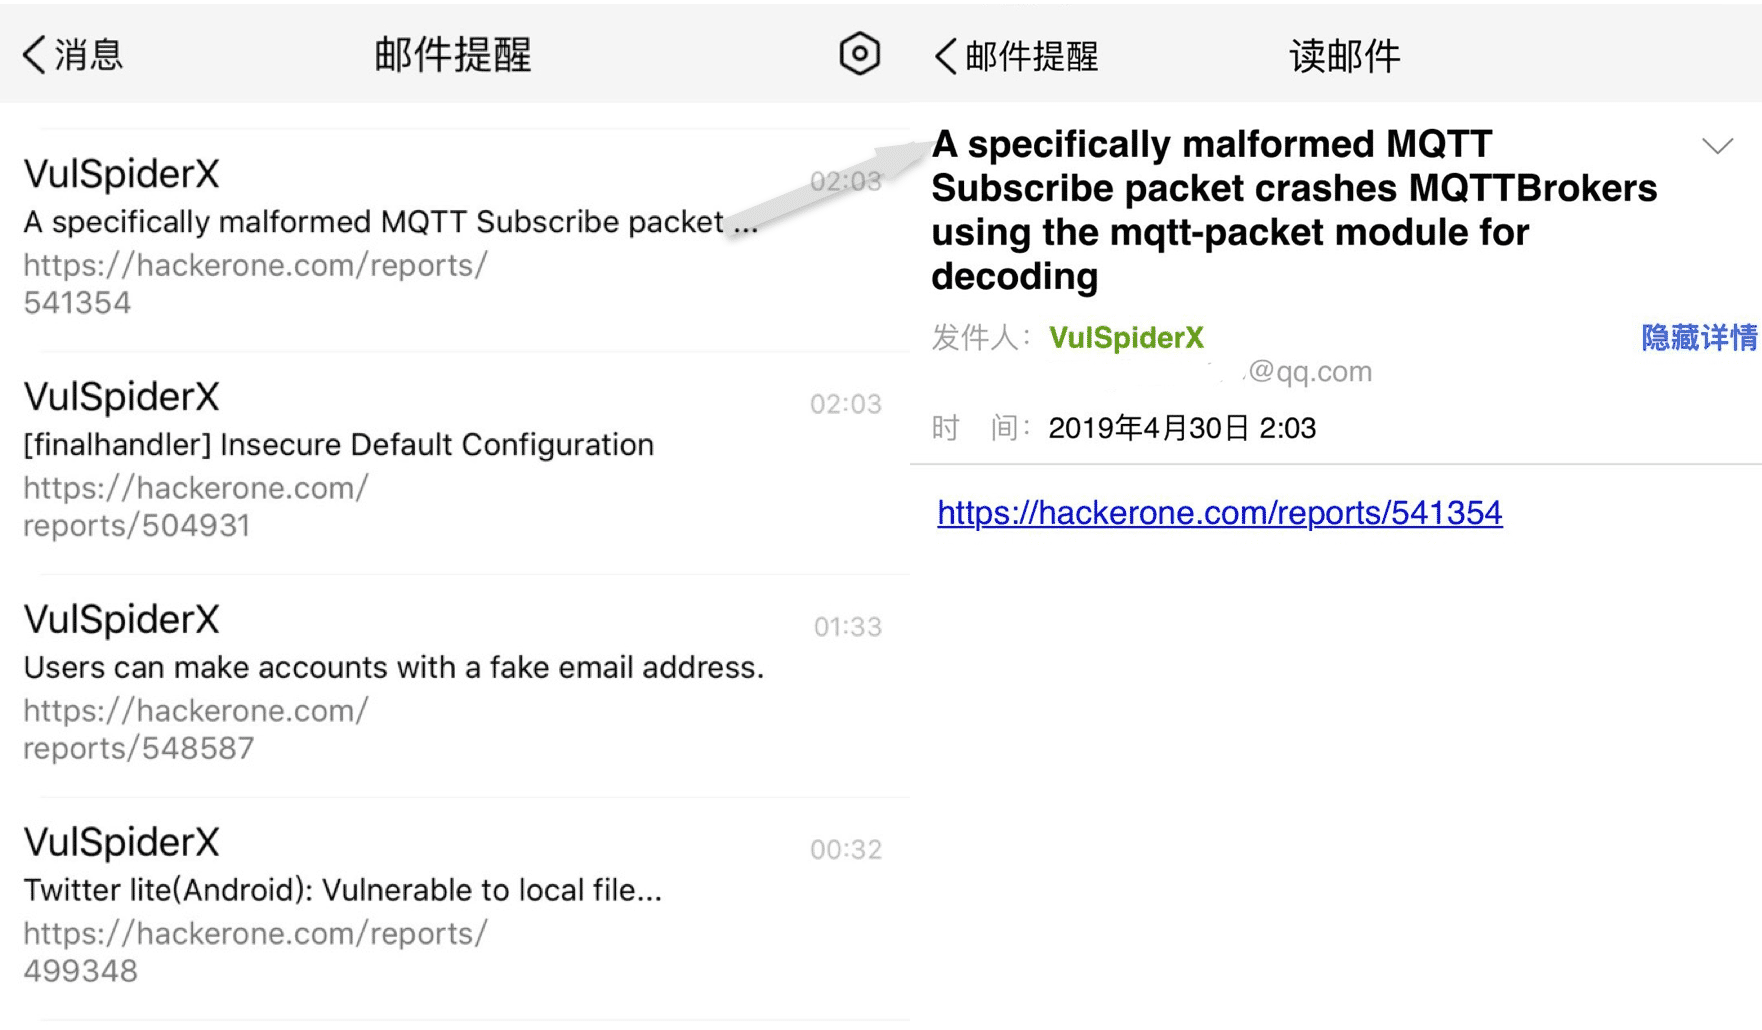 消息
邮件提醒
VulSpiderX
02:03
A specifically malformed MQTT Subscribe packet ...
https://hackerone.com/reports/
541354
VulSpiderX
02:03
[finalhandler] Insecure Default Configuration
https://hackerone.com/
reports/504931
VulSpiderX
01:33
Users can make accounts with a fake email address.
https://hackerone.com/
reports/548587
VulSpiderX
00:32
Twitter lite(Android): Vulnerable to local file...
https://hackerone.com/reports/
499348
邮件提醒
读邮件
A specifically malformed MQTT
Subscribe packet crashes MQTTBrokers
using the mqtt-packet module for
decoding
发件人： VulSpiderX
隐藏详情
@qq.com
时 间： 2019年4月30日 2:03
https://hackerone.com/reports/541354